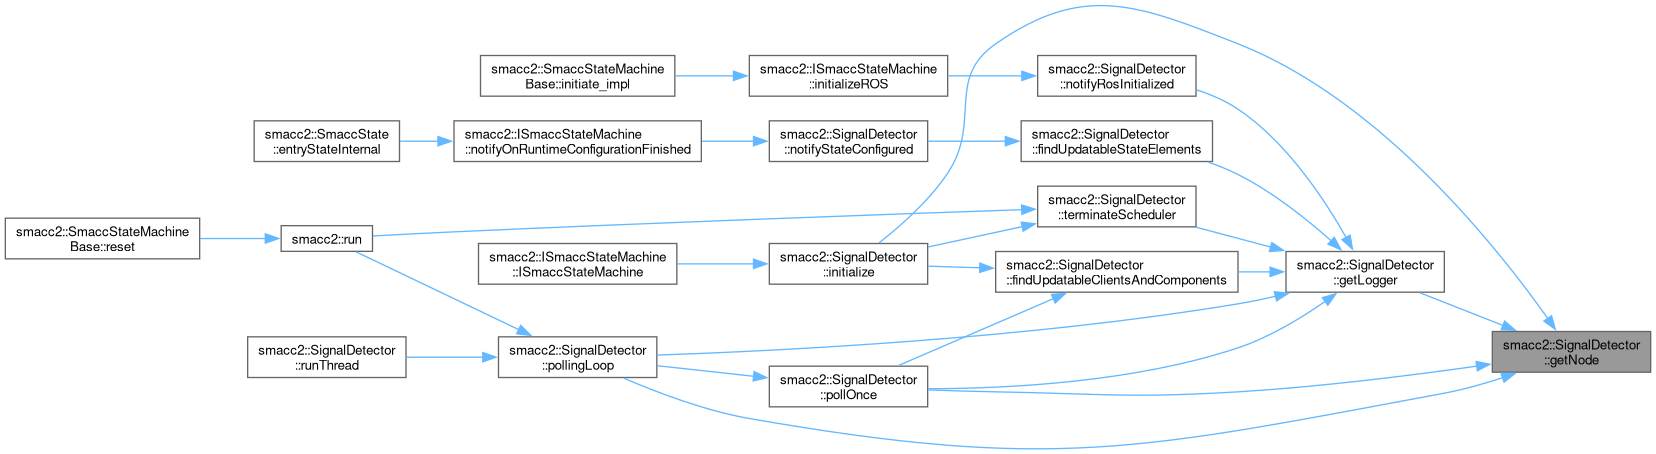 smacc2::SmaccStateMachine
Base::initiate_impl
smacc2::ISmaccStateMachine
::initializeROS
smacc2::SignalDetector
::notifyRosInitialized
smacc2::SmaccState
::entryStateInternal
smacc2::ISmaccStateMachine
::notifyOnRuntimeConfigurationFinished
smacc2::SignalDetector
::notifyStateConfigured
smacc2::SignalDetector
::findUpdatableStateElements
smacc2::SmaccStateMachine
Base::reset
smacc2::run
smacc2::SignalDetector
::terminateScheduler
smacc2::ISmaccStateMachine
::ISmaccStateMachine
smacc2::SignalDetector
::initialize
smacc2::SignalDetector
::findUpdatableClientsAndComponents
smacc2::SignalDetector
::getLogger
smacc2::SignalDetector
::runThread
smacc2::SignalDetector
::pollingLoop
smacc2::SignalDetector
::pollOnce
smacc2::SignalDetector
::getNode